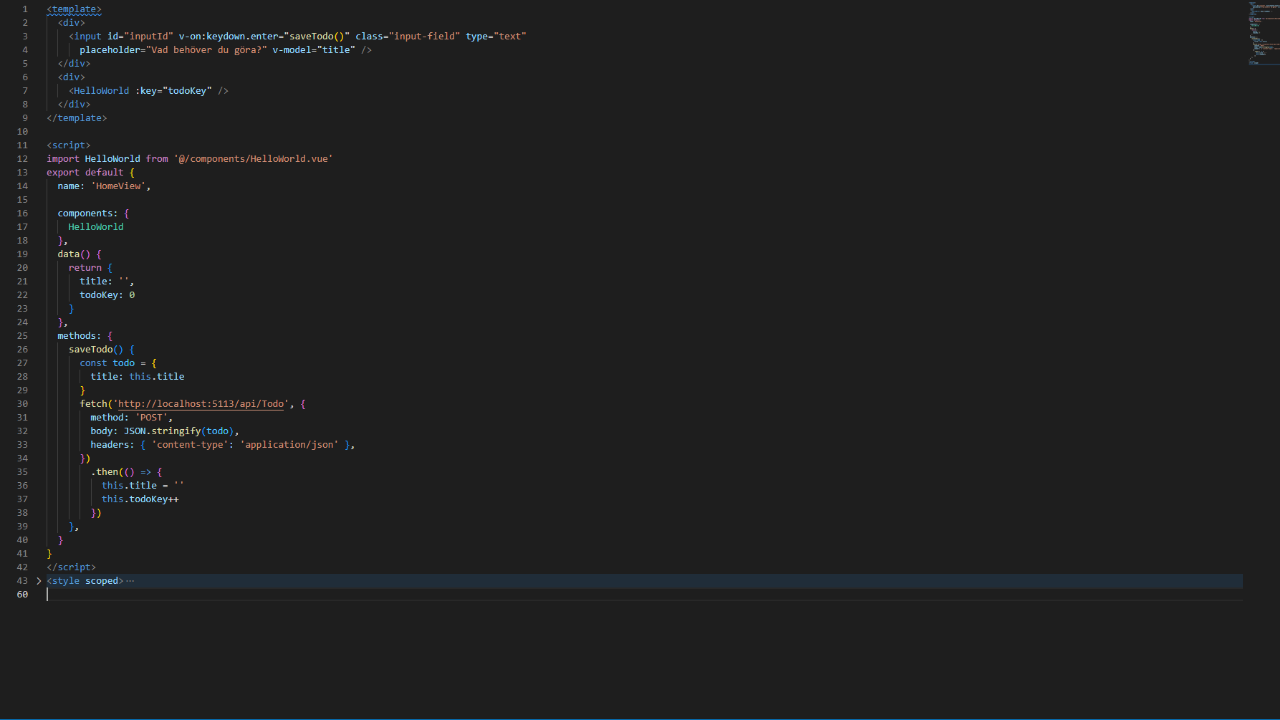 1 <template>
2 <div>
3 <input id="inputId" v-on:keydown.enter="saveTodo()" class="input-field" type="text"
4 placeholder="Vad behöver du göra?" v-model="title" />
5 </div>
6 <div>
7 <HelloWorld :key="todoKey" />
8 </div>
9 </template>
10
11 <script>
12 import HelloWorld from '@/components/HelloWorld.vue'
13 export default {
14 name: 'HomeView',
15
16 components: {
17 HelloWorld
18 },
19 data() {
20 return {
21 title: '',
22 todoKey: 0
23 }
24 },
25 methods: {
26 saveTodo() {
27 const todo = {
28 title: this.title
29 }
30 fetch('http://localhost:5113/api/Todo', {
31 method: 'POST',
32 body: JSON.stringify(todo),
33 headers: { 'content-type': 'application/json' },
34 })
35 .then(() => {
36 this.title = ''
37 this.todoKey++
38 })
39 },
40 }
41 }
42 </script>
43 <style scoped>···
60